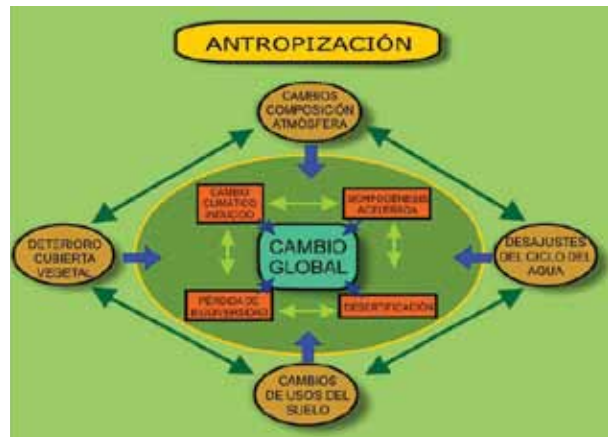 ANTROPIZACIÓN
CAMBIOS
COMPOSICIÓN
ATMÓSFERA
CAMBIO
CLIMÁTICO
INDUCIDO
MORFOGÉNESIS
ACELERADA
DETERIORO
CUBIERTA
VEGETAL
CAMBIO
GLOBAL
DESAJUSTES
DEL CICLO DEL
AGUA
PÉRDIDA DE
BIODIVERSIDAD
DESERTIFICACIÓN
CAMBIOS
DE USOS DEL
SUELO